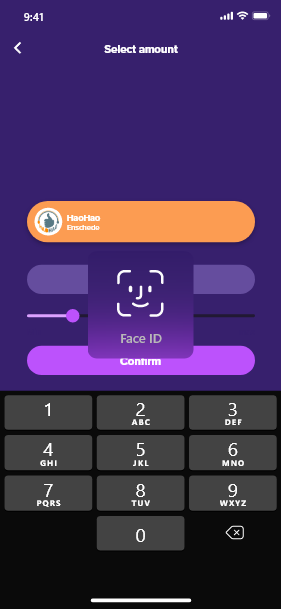 9:41
Select amount
HaoHao
Enschede
Face ID
Confirm
1
2
ABC
3
DEF
4
GHI
5
JKL
6
MNO
7
PQRS
8
TUV
9
WXYZ
0